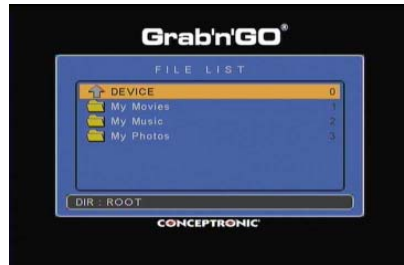 Grab'n'GO®
FILE LIST
DEVICE 0
My Movies 1
My Music 2
My Photos 3
DIR : ROOT
CONCEPTRONIC